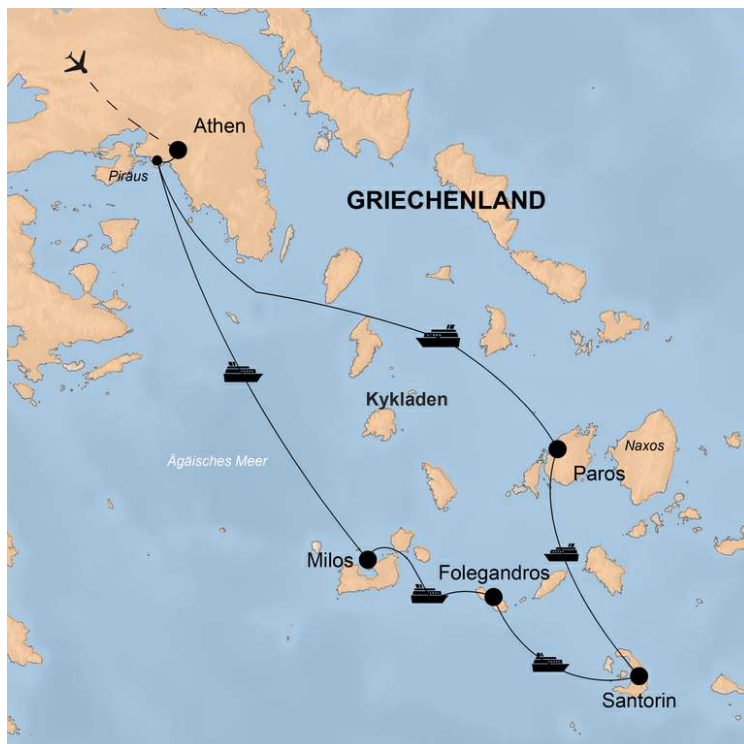 Athen
Piräus
GRIECHENLAND
Kykladen
Naxos
Ägäisches Meer
Paros
Milos
Folegandros
Santorin